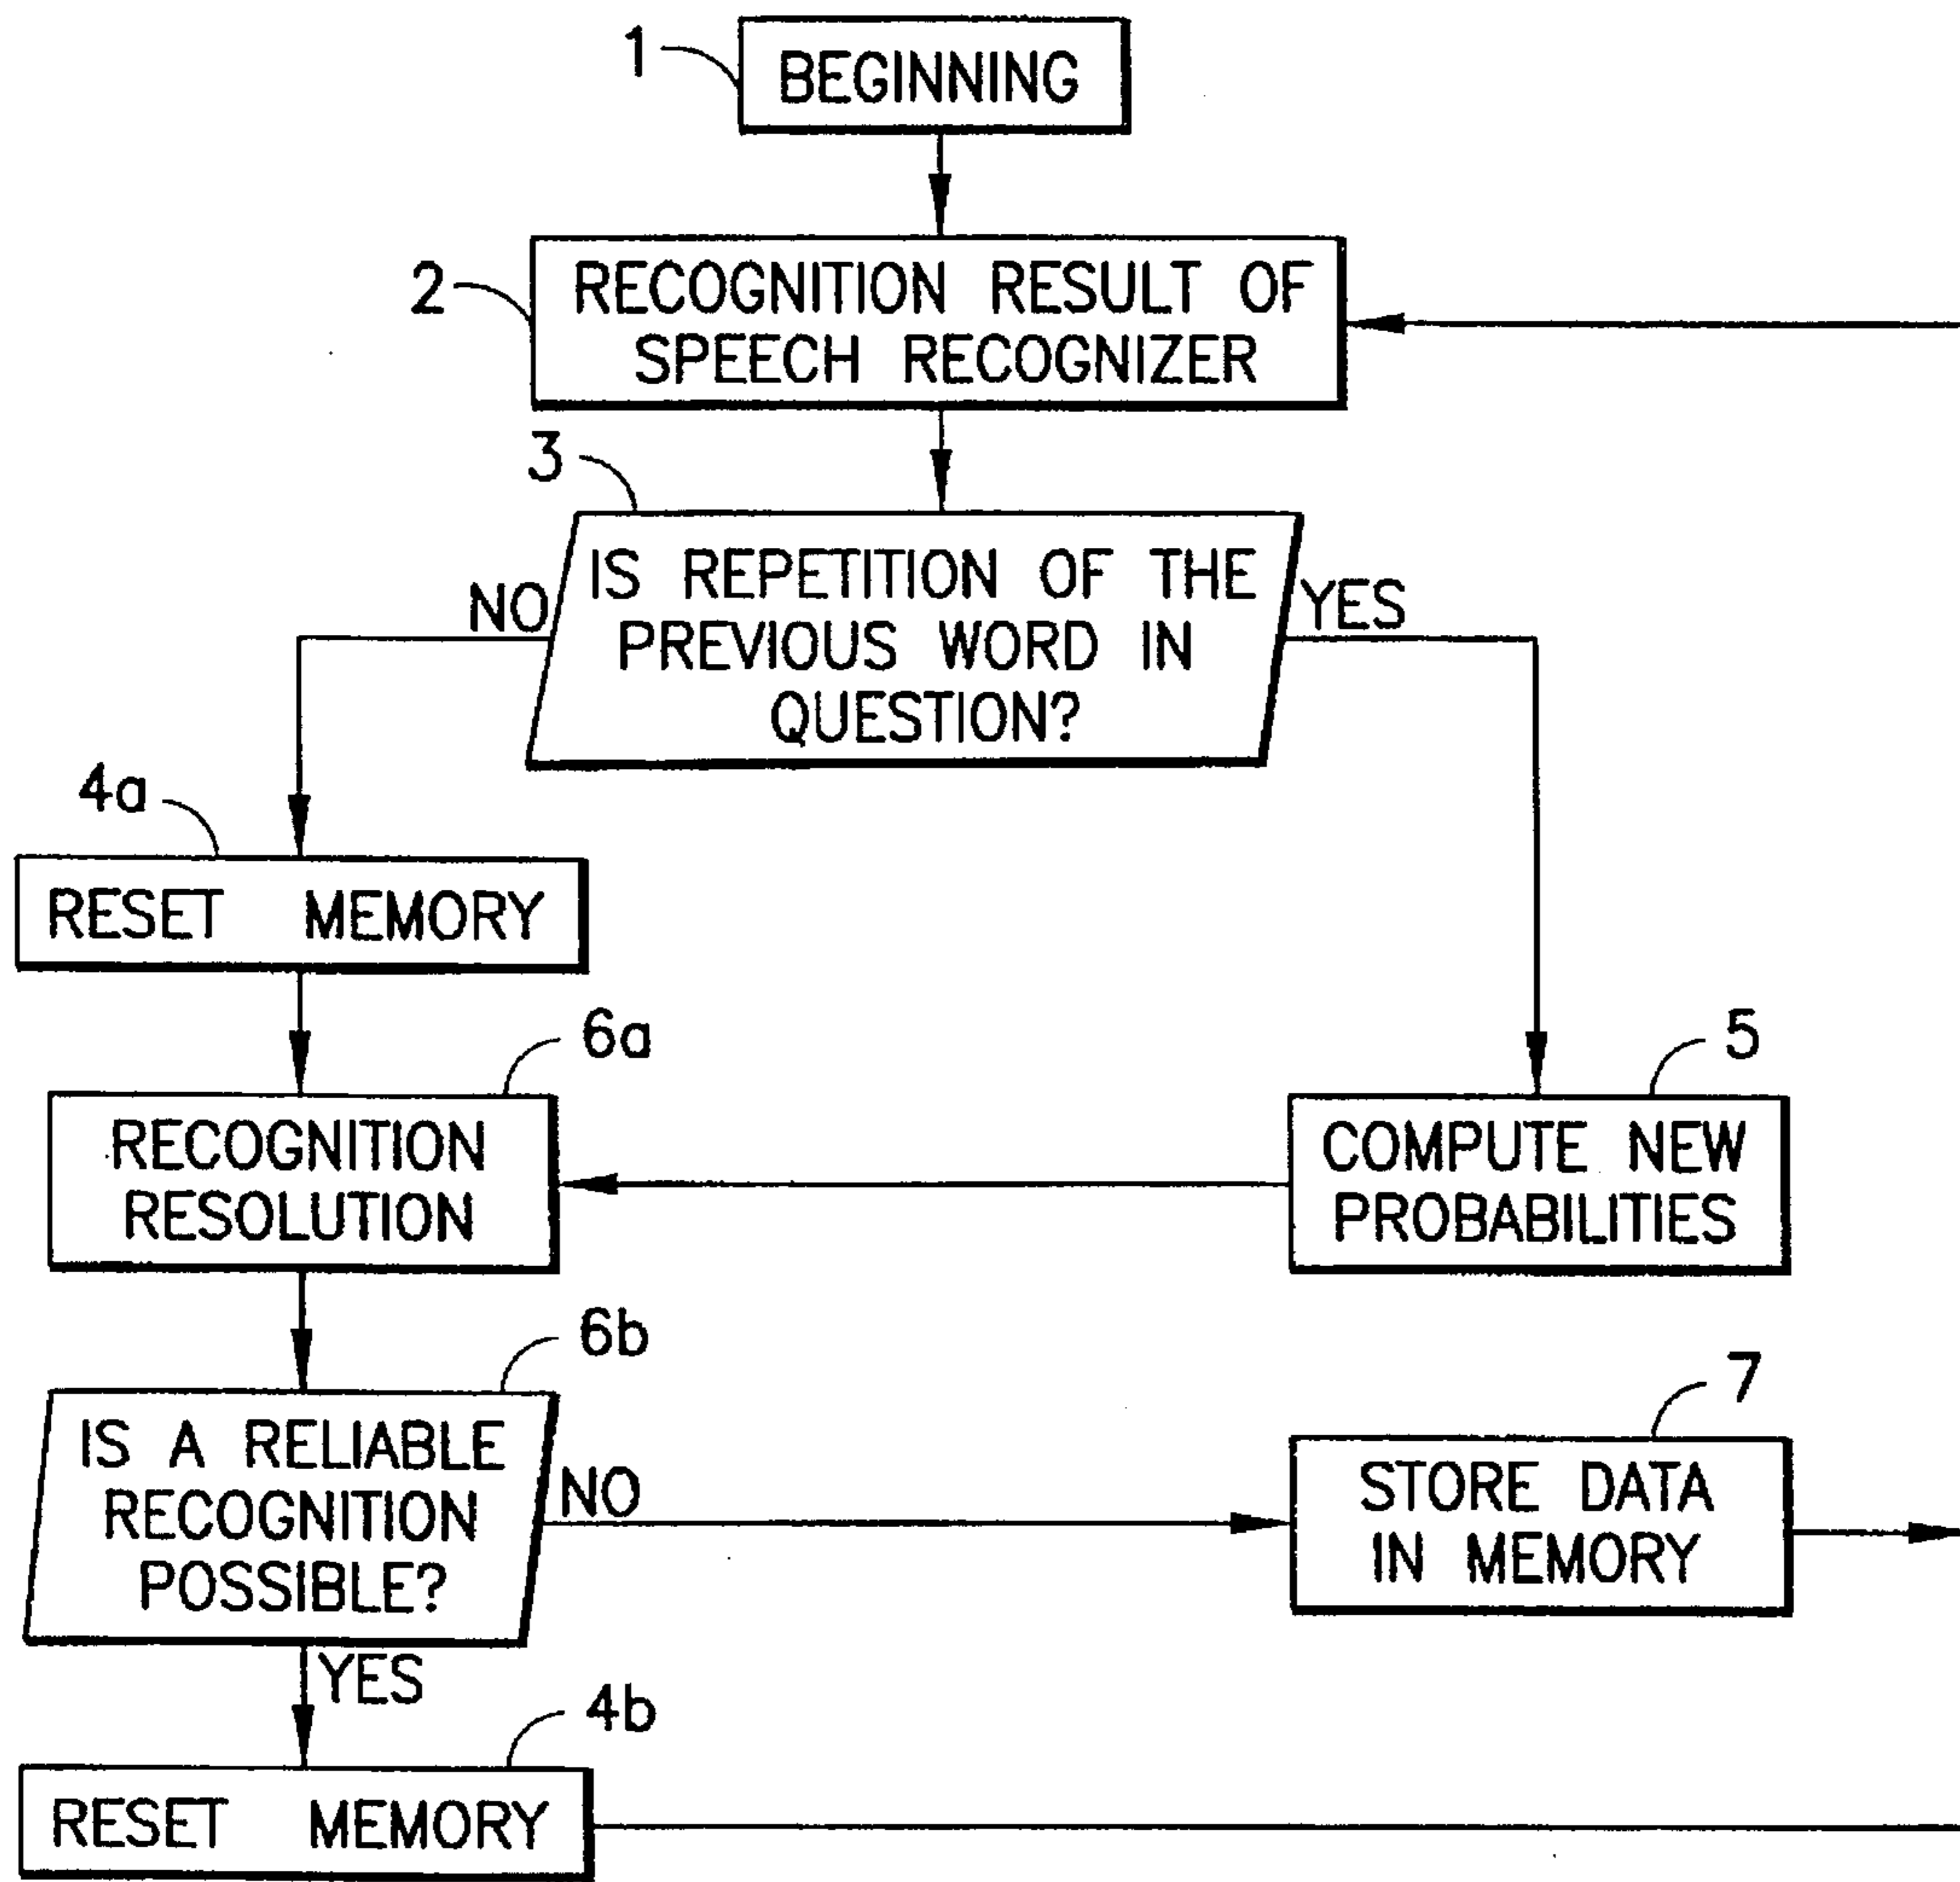 1
BEGINNING
2
RECOGNITION RESULT OF
SPEECH RECOGNIZER
3
IS REPETITION OF THE
PREVIOUS WORD IN
QUESTION?
NO
YES
4a
RESET MEMORY
6a
RECOGNITION
RESOLUTION
5
COMPUTE NEW
PROBABILITIES
6b
IS A RELIABLE
RECOGNITION
POSSIBLE?
NO
YES
7
STORE DATA
IN MEMORY
4b
RESET MEMORY